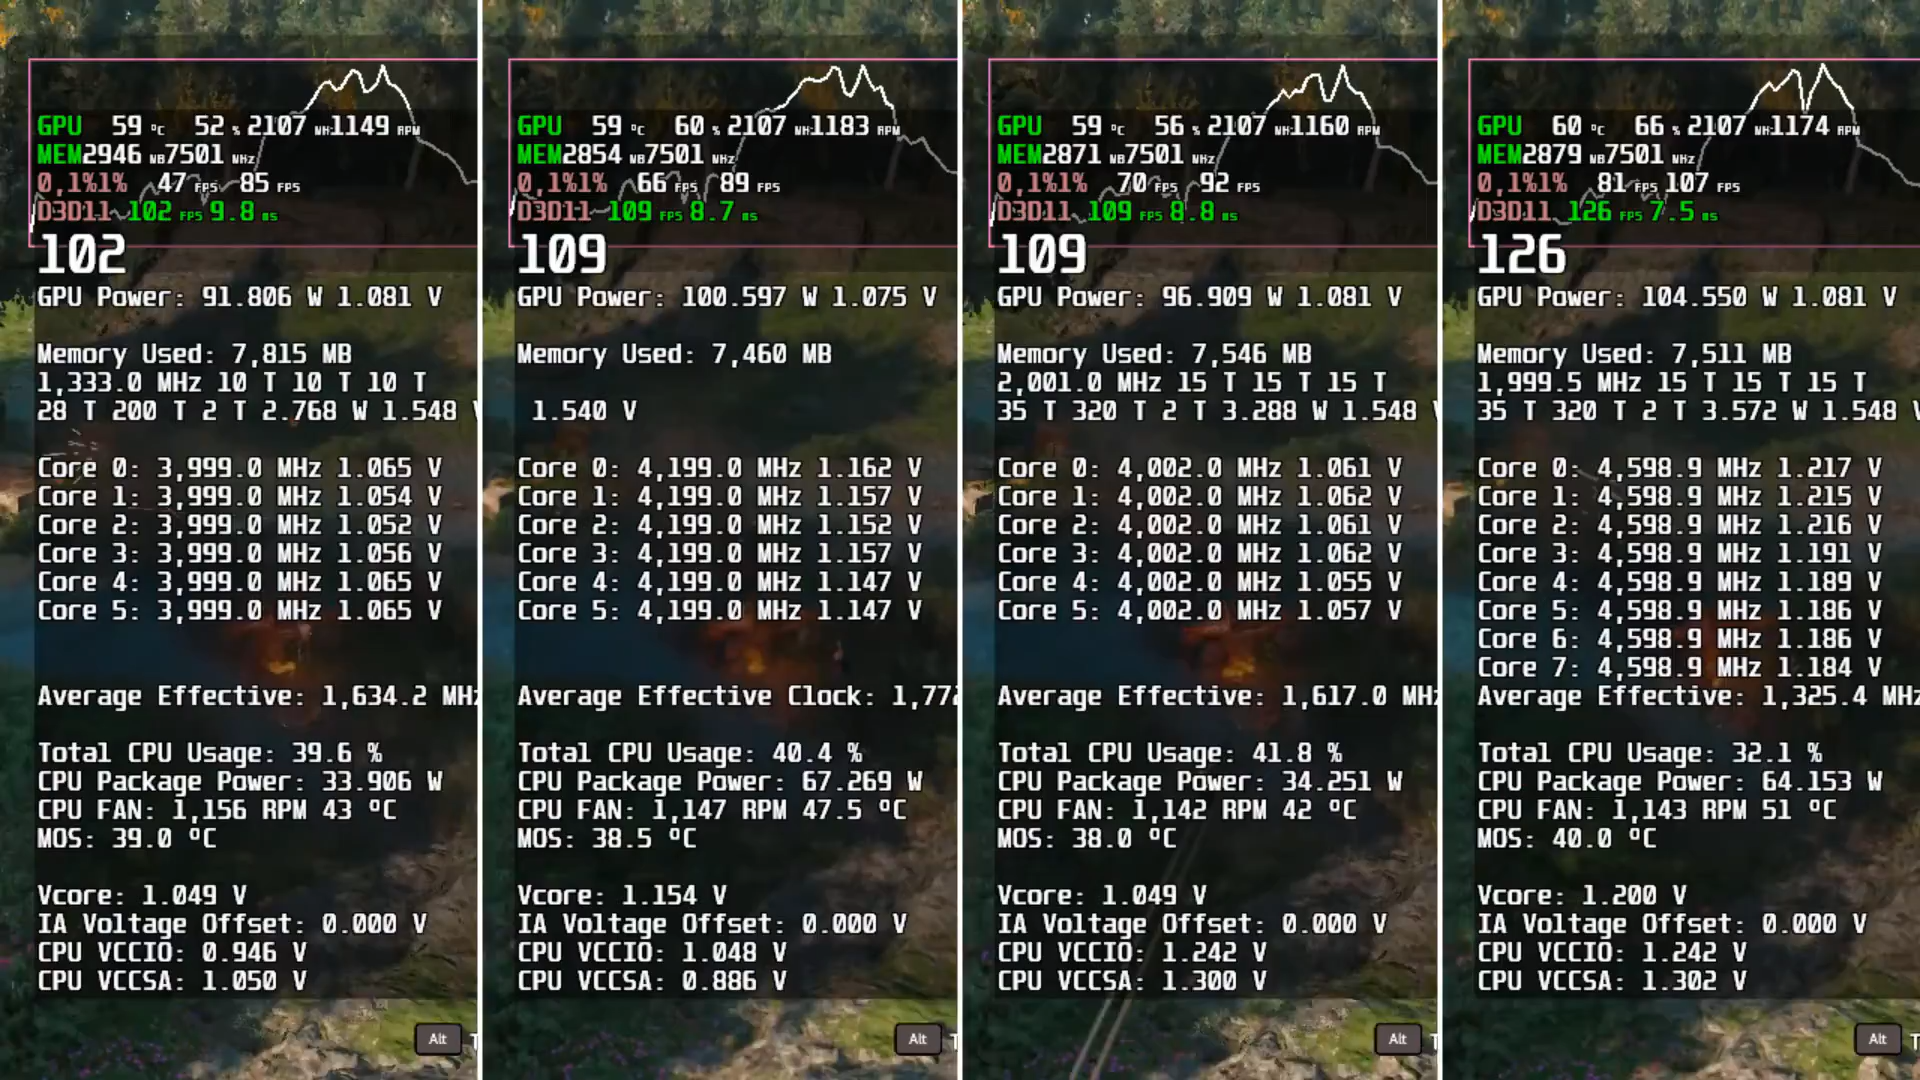 GPU 59 °C 52 % 2107 MHz 1149 RPM
MEM 2946 MB 7501 MHz
0,1% 1% 47 FPS 85 FPS
D3D11 102 FPS 9.8 ms
102
GPU Power: 91.806 W 1.081 V
Memory Used: 7,815 MB
1,333.0 MHz 10 T 10 T 10 T
28 T 200 T 2 T 2.768 W 1.548 V
Core 0: 3,999.0 MHz 1.065 V
Core 1: 3,999.0 MHz 1.054 V
Core 2: 3,999.0 MHz 1.052 V
Core 3: 3,999.0 MHz 1.056 V
Core 4: 3,999.0 MHz 1.065 V
Core 5: 3,999.0 MHz 1.065 V
Average Effective: 1,634.2 MHz
Total CPU Usage: 39.6 %
CPU Package Power: 33.906 W
CPU FAN: 1,156 RPM 43 ºC
MOS: 39.0 ºC
Vcore: 1.049 V
IA Voltage Offset: 0.000 V
CPU VCCIO: 0.946 V
CPU VCCSA: 1.050 V
Alt T
GPU 59 °C 60 % 2107 MHz 1183 RPM
MEM 2854 MB 7501 MHz
0,1% 1% 66 FPS 89 FPS
D3D11 109 FPS 8.7 ms
109
GPU Power: 100.597 W 1.075 V
Memory Used: 7,460 MB
1.540 V
Core 0: 4,199.0 MHz 1.162 V
Core 1: 4,199.0 MHz 1.157 V
Core 2: 4,199.0 MHz 1.152 V
Core 3: 4,199.0 MHz 1.157 V
Core 4: 4,199.0 MHz 1.147 V
Core 5: 4,199.0 MHz 1.147 V
Average Effective Clock: 1,772
Total CPU Usage: 40.4 %
CPU Package Power: 67.269 W
CPU FAN: 1,147 RPM 47.5 ºC
MOS: 38.5 ºC
Vcore: 1.154 V
IA Voltage Offset: 0.000 V
CPU VCCIO: 1.048 V
CPU VCCSA: 0.886 V
Alt T
GPU 59 °C 56 % 2107 MHz 1160 RPM
MEM 2871 MB 7501 MHz
0,1% 1% 70 FPS 92 FPS
D3D11 109 FPS 8.8 ms
109
GPU Power: 96.909 W 1.081 V
Memory Used: 7,546 MB
2,001.0 MHz 15 T 15 T 15 T
35 T 320 T 2 T 3.288 W 1.548 V
Core 0: 4,002.0 MHz 1.061 V
Core 1: 4,002.0 MHz 1.062 V
Core 2: 4,002.0 MHz 1.061 V
Core 3: 4,002.0 MHz 1.062 V
Core 4: 4,002.0 MHz 1.055 V
Core 5: 4,002.0 MHz 1.057 V
Average Effective: 1,617.0 MHz
Total CPU Usage: 41.8 %
CPU Package Power: 34.251 W
CPU FAN: 1,142 RPM 42 ºC
MOS: 38.0 ºC
Vcore: 1.049 V
IA Voltage Offset: 0.000 V
CPU VCCIO: 1.242 V
CPU VCCSA: 1.300 V
Alt T
GPU 60 °C 66 % 2107 MHz 1174 RPM
MEM 2879 MB 7501 MHz
0,1% 1% 81 FPS 107 FPS
D3D11 126 FPS 7.5 ms
126
GPU Power: 104.550 W 1.081 V
Memory Used: 7,511 MB
1,999.5 MHz 15 T 15 T 15 T
35 T 320 T 2 T 3.572 W 1.548 V
Core 0: 4,598.9 MHz 1.217 V
Core 1: 4,598.9 MHz 1.215 V
Core 2: 4,598.9 MHz 1.216 V
Core 3: 4,598.9 MHz 1.191 V
Core 4: 4,598.9 MHz 1.189 V
Core 5: 4,598.9 MHz 1.186 V
Core 6: 4,598.9 MHz 1.186 V
Core 7: 4,598.9 MHz 1.184 V
Average Effective: 1,325.4 MHz
Total CPU Usage: 32.1 %
CPU Package Power: 64.153 W
CPU FAN: 1,143 RPM 51 ºC
MOS: 40.0 ºC
Vcore: 1.200 V
IA Voltage Offset: 0.000 V
CPU VCCIO: 1.242 V
CPU VCCSA: 1.302 V
Alt T